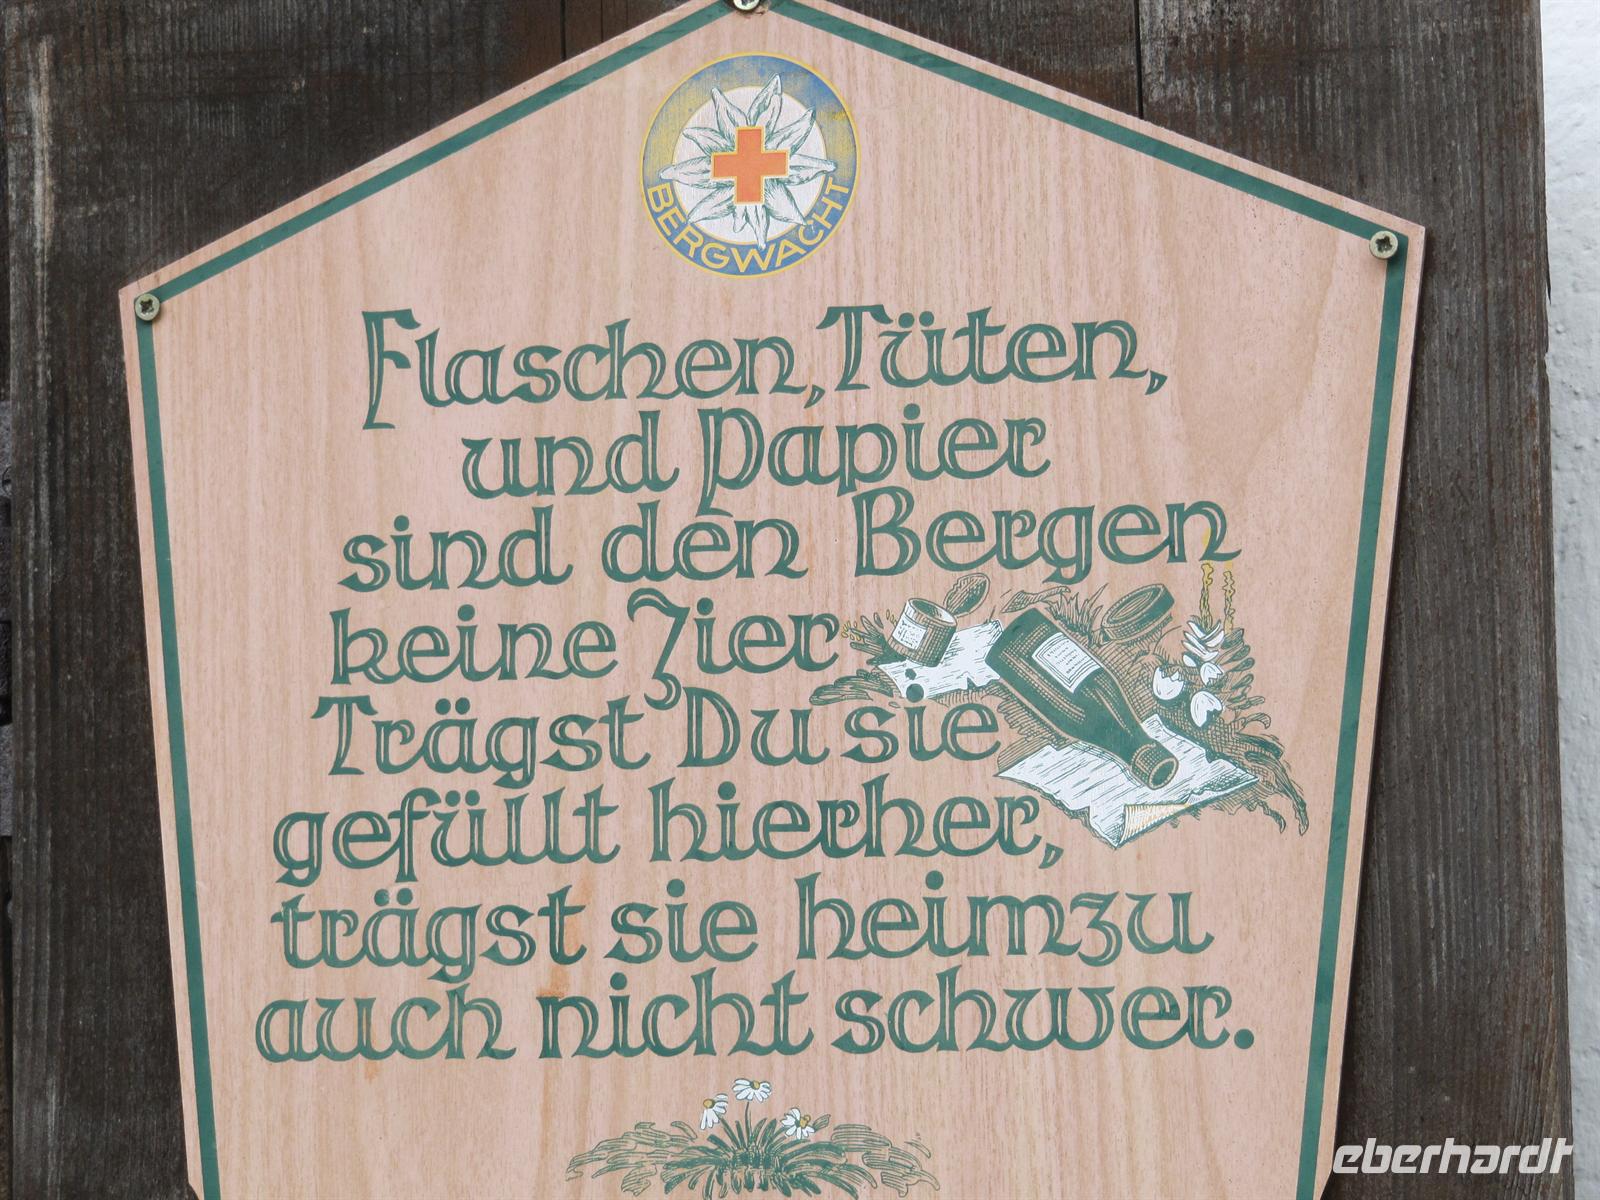 BERGWACHT
Flaschen, Tüten,
und Papier
sind den Bergen
keine Zier
Trägst Du sie
gefüllt hierher,
trägst sie heimzu
auch nicht schwer.
eberhardt